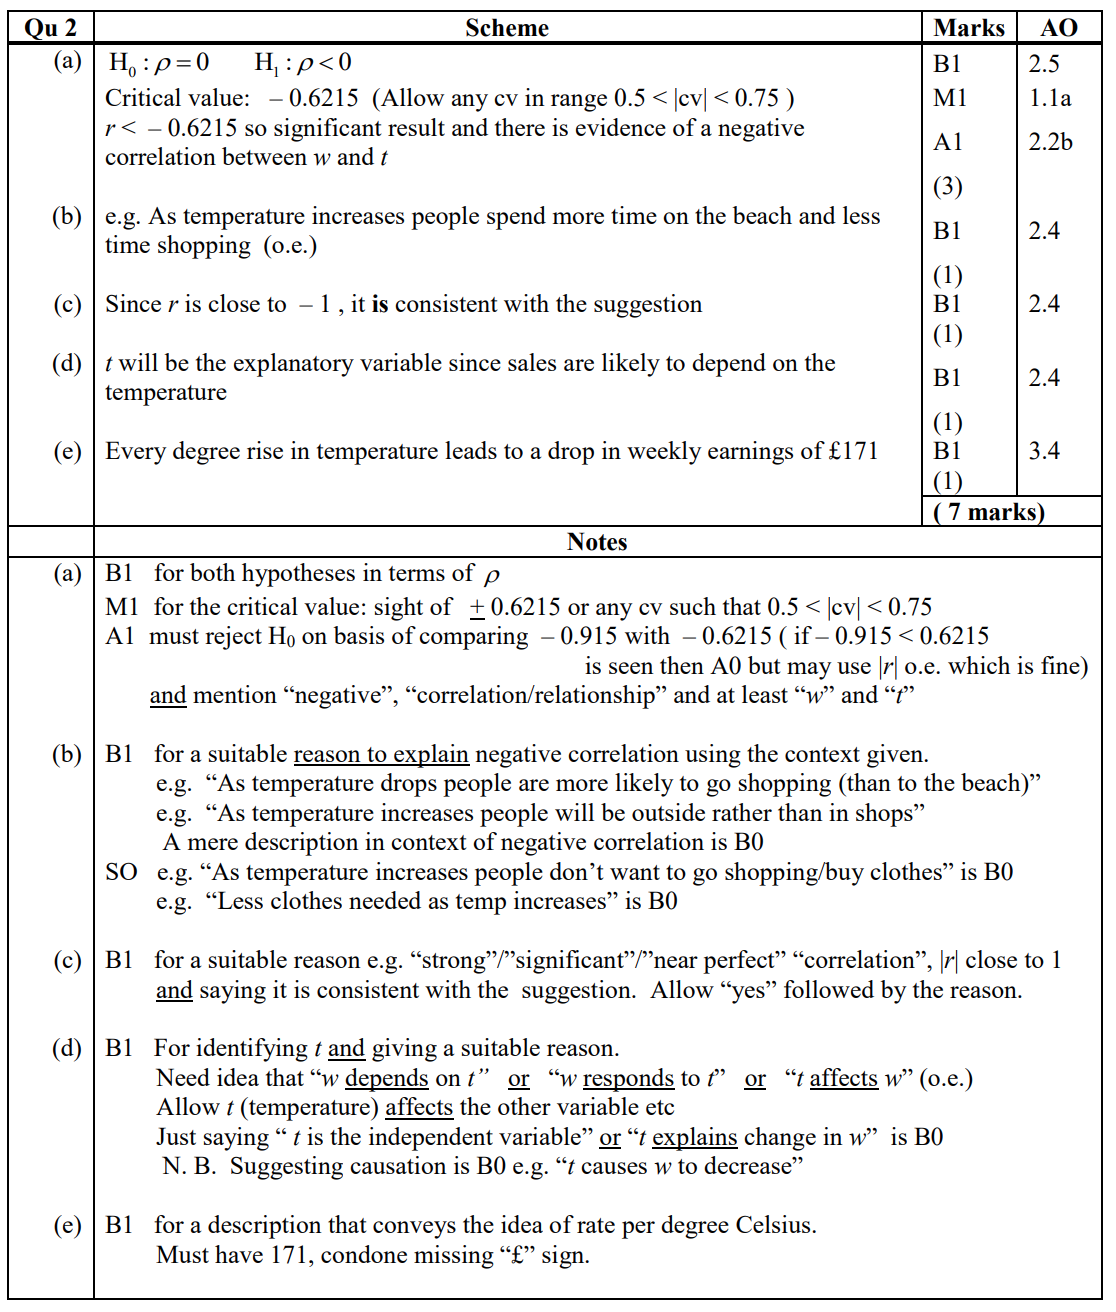 Qu 2 Scheme Marks AO
(a) H₀ : ρ = 0 H₁ : ρ < 0 B1 2.5
Critical value: – 0.6215 (Allow any cv in range 0.5 < |cv| < 0.75 ) M1 1.1a
r < – 0.6215 so significant result and there is evidence of a negative
correlation between w and t A1 2.2b
(3)
(b) e.g. As temperature increases people spend more time on the beach and less
time shopping (o.e.) B1 2.4
(1)
(c) Since r is close to – 1 , it is consistent with the suggestion B1 2.4
(1)
(d) t will be the explanatory variable since sales are likely to depend on the
temperature B1 2.4
(1)
(e) Every degree rise in temperature leads to a drop in weekly earnings of £171 B1 3.4
(1)
( 7 marks)
Notes
(a) B1 for both hypotheses in terms of ρ
M1 for the critical value: sight of ± 0.6215 or any cv such that 0.5 < |cv| < 0.75
A1 must reject H₀ on basis of comparing – 0.915 with – 0.6215 ( if – 0.915 < 0.6215
is seen then A0 but may use |r| o.e. which is fine)
and mention “negative”, “correlation/relationship” and at least “w” and “t”
(b) B1 for a suitable reason to explain negative correlation using the context given.
e.g. “As temperature drops people are more likely to go shopping (than to the beach)”
e.g. “As temperature increases people will be outside rather than in shops”
A mere description in context of negative correlation is B0
SO e.g. “As temperature increases people don’t want to go shopping/buy clothes” is B0
e.g. “Less clothes needed as temp increases” is B0
(c) B1 for a suitable reason e.g. “strong”/”significant”/”near perfect” “correlation”, |r| close to 1
and saying it is consistent with the suggestion. Allow “yes” followed by the reason.
(d) B1 For identifying t and giving a suitable reason.
Need idea that “w depends on t” or “w responds to t” or “t affects w” (o.e.)
Allow t (temperature) affects the other variable etc
Just saying “ t is the independent variable” or “t explains change in w” is B0
N. B. Suggesting causation is B0 e.g. “t causes w to decrease”
(e) B1 for a description that conveys the idea of rate per degree Celsius.
Must have 171, condone missing “£” sign.